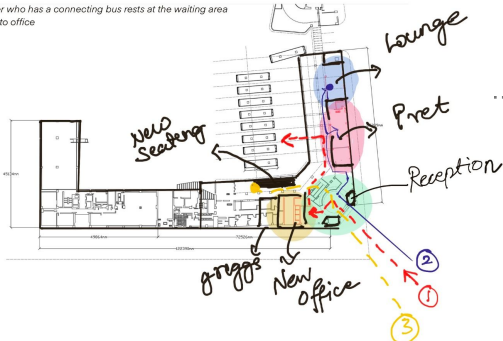 r who has a connecting bus rests at the waiting area
to office
Lounge
Pret
New
Seating
Reception
greggs
New
Office
2
1
3